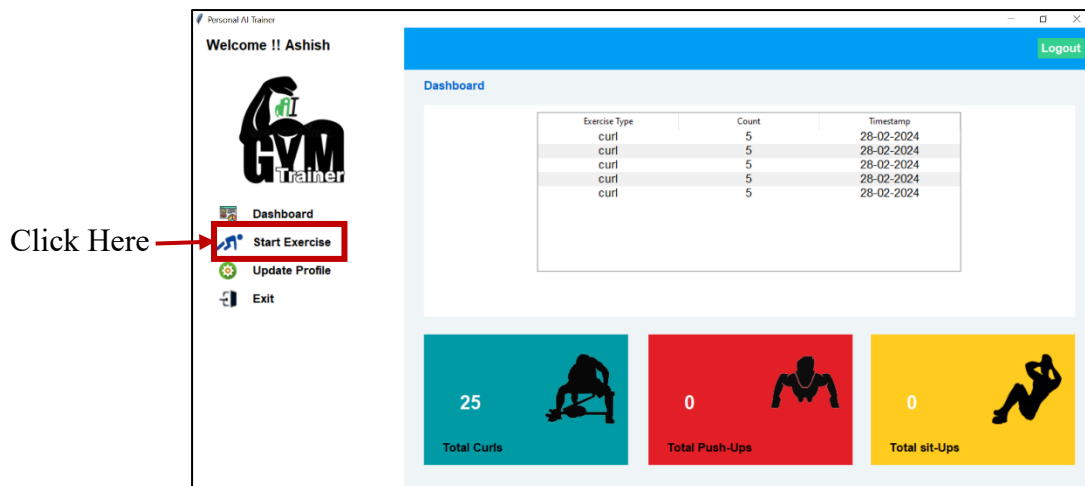 Personal AI Trainer
Welcome !! Ashish
Logout
AI
GYM
Trainer
Dashboard
Start Exercise
Update Profile
Exit
Click Here
Dashboard
Exercise Type Count Timestamp
curl 5 28-02-2024
curl 5 28-02-2024
curl 5 28-02-2024
curl 5 28-02-2024
curl 5 28-02-2024
25
Total Curls
0
Total Push-Ups
0
Total sit-Ups